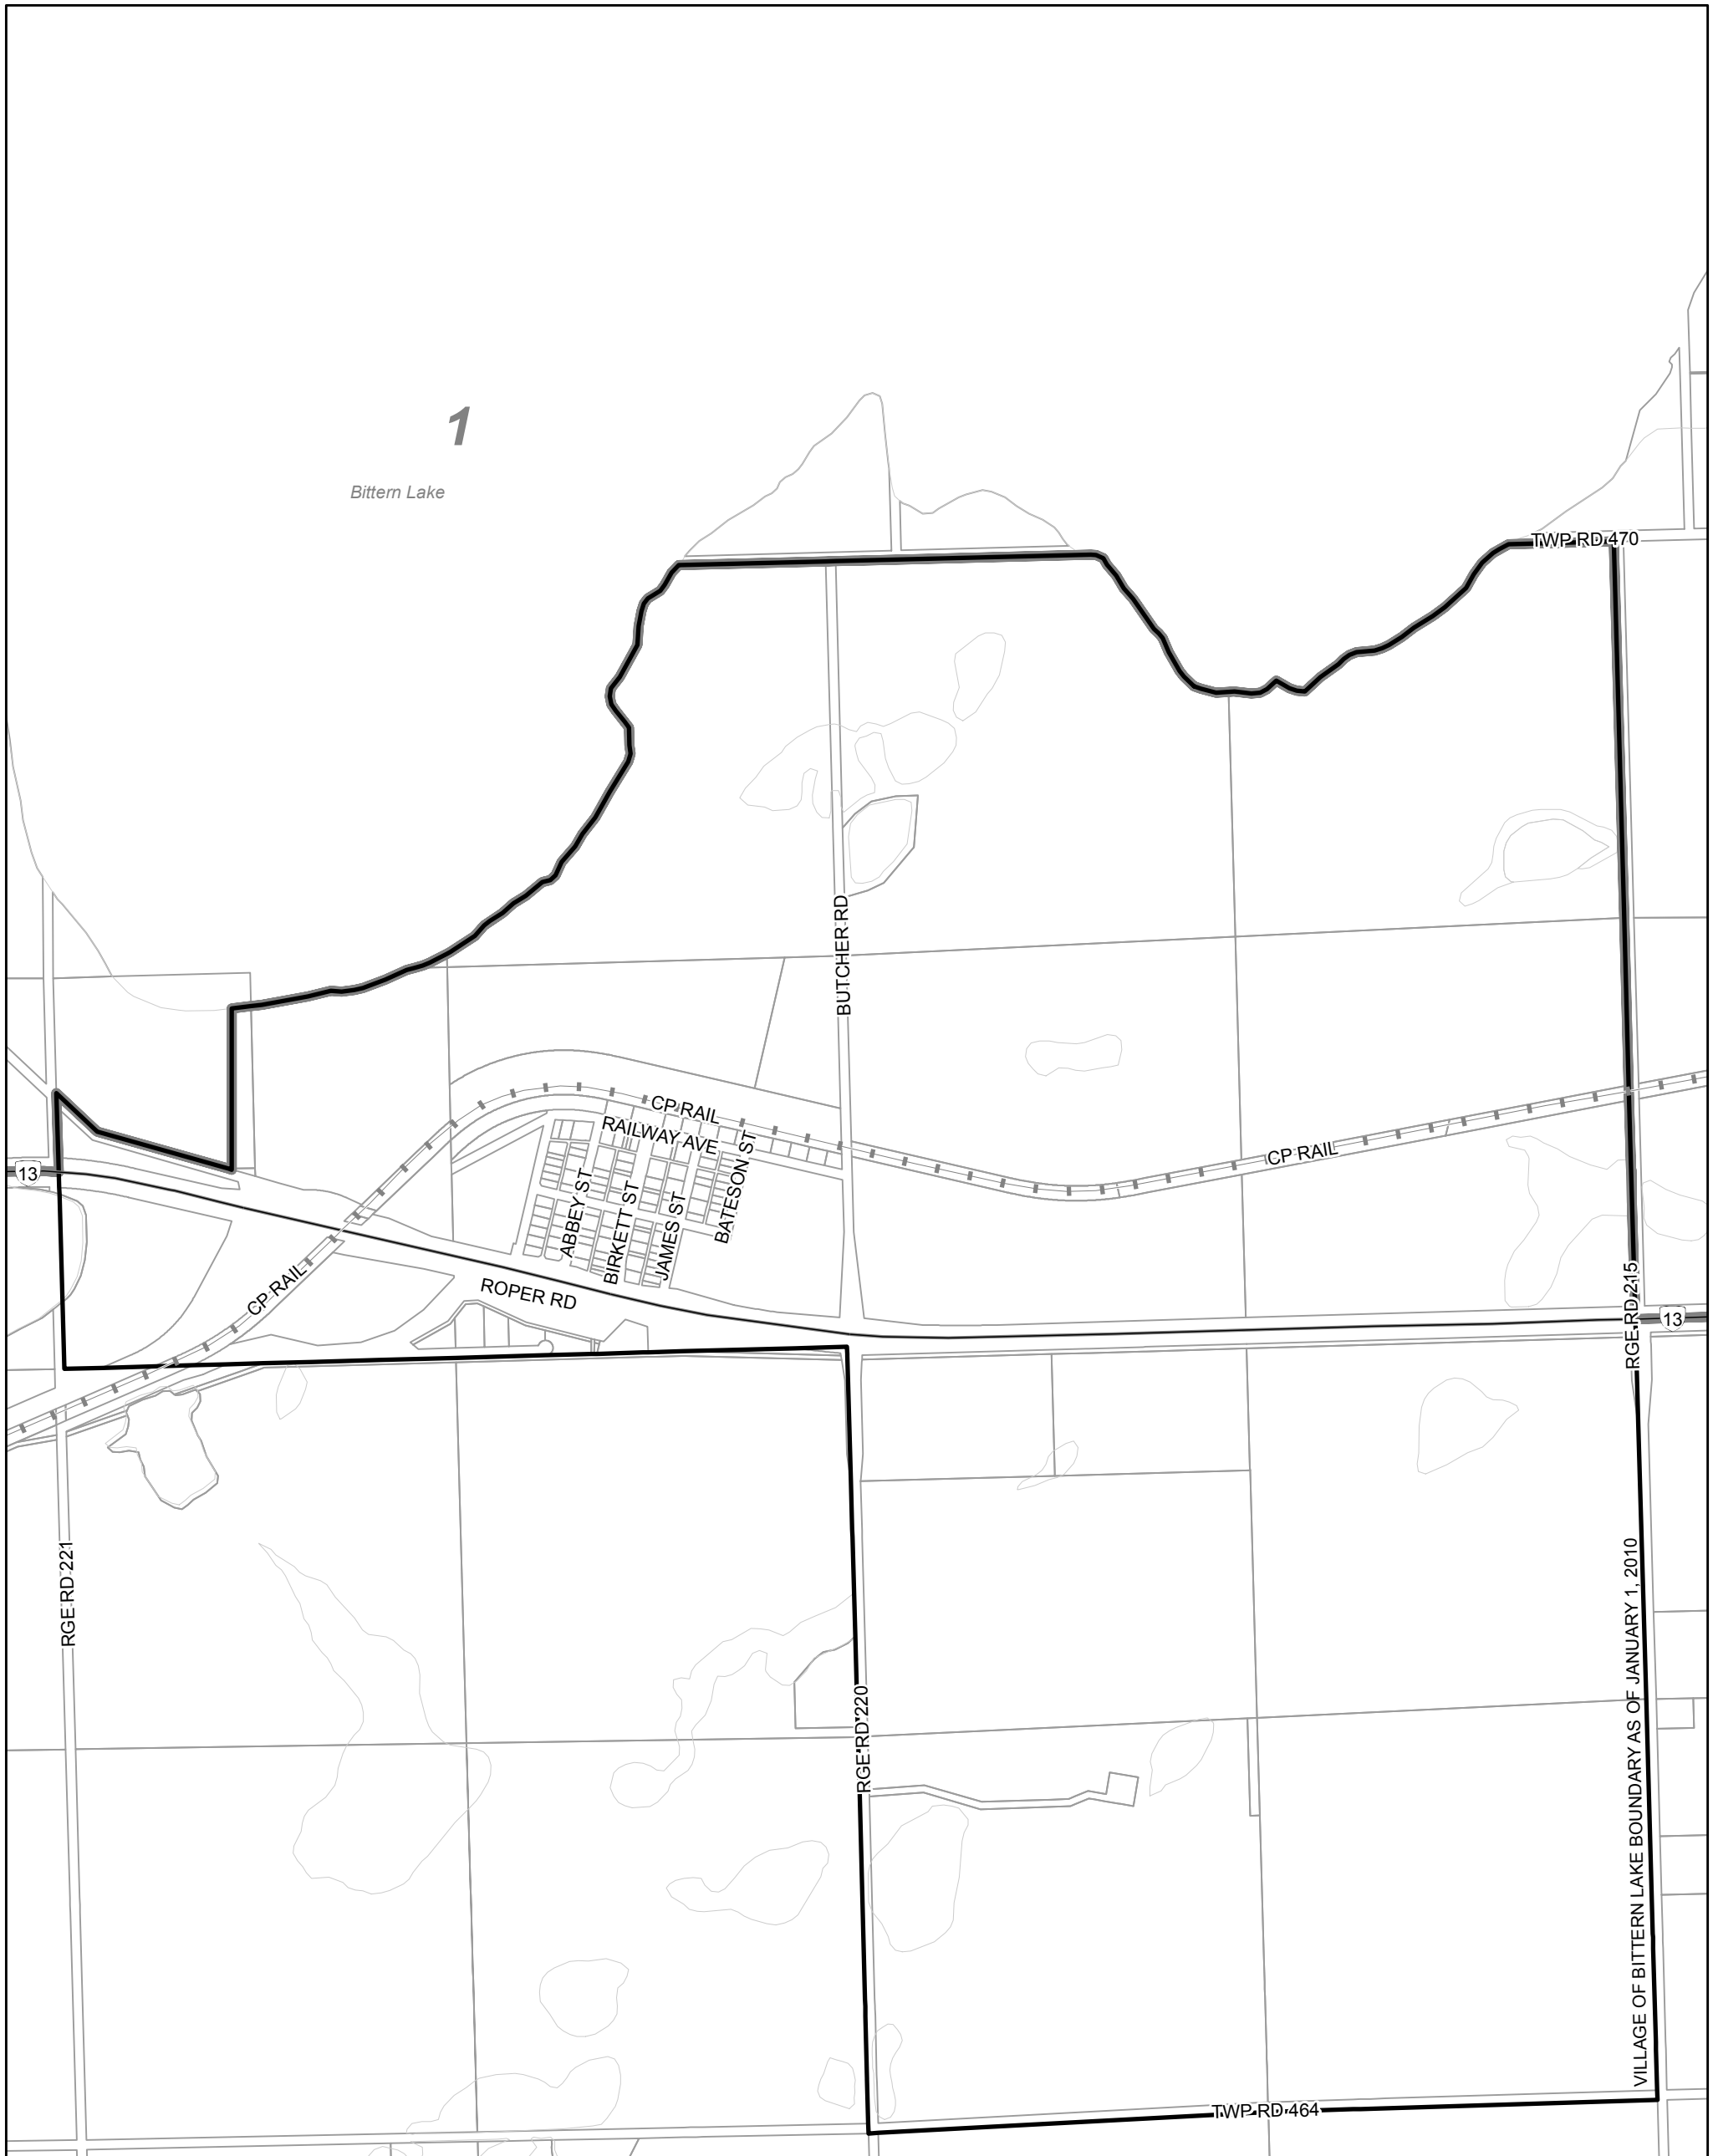 1
Bittern Lake
TWP RD 470
BUTCHER RD
CP RAIL
RAILWAY AVE
BATESON ST
CP RAIL
13
ABBEY ST
BIRKETT ST
JAMES ST
CP RAIL
ROPER RD
RGE RD 215
13
RGE RD 221
RGE RD 220
VILLAGE OF BITTERN LAKE BOUNDARY AS OF JANUARY 1, 2010
TWP RD 464